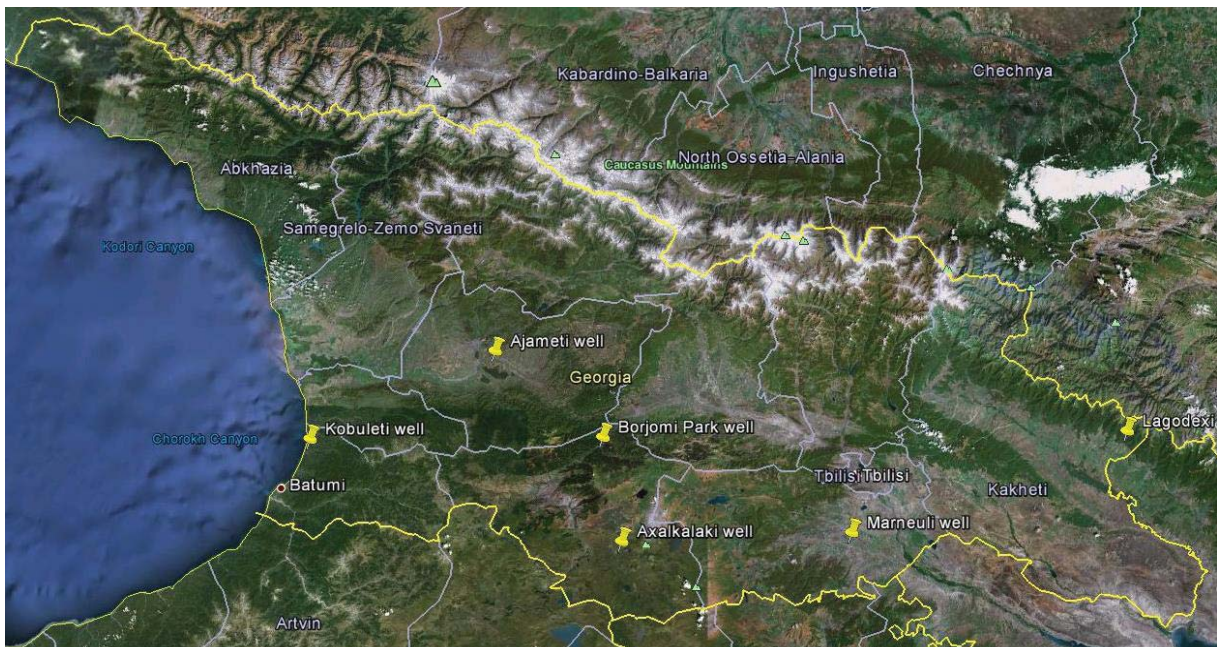 Kabardino-Balkaria
Ingushetia
Chechnya
Abkhazia
Caucasus Mountains
North Ossetia-Alania
Samegrelo-Zemo Svaneti
Kodori Canyon
Ajameti well
Georgia
Kobuleti well
Chorokh Canyon
Borjomi Park well
Lagodexi
Batumi
Tbilisi
Tbilisi
Kakheti
Axalkalaki well
Marneuli well
Artvin